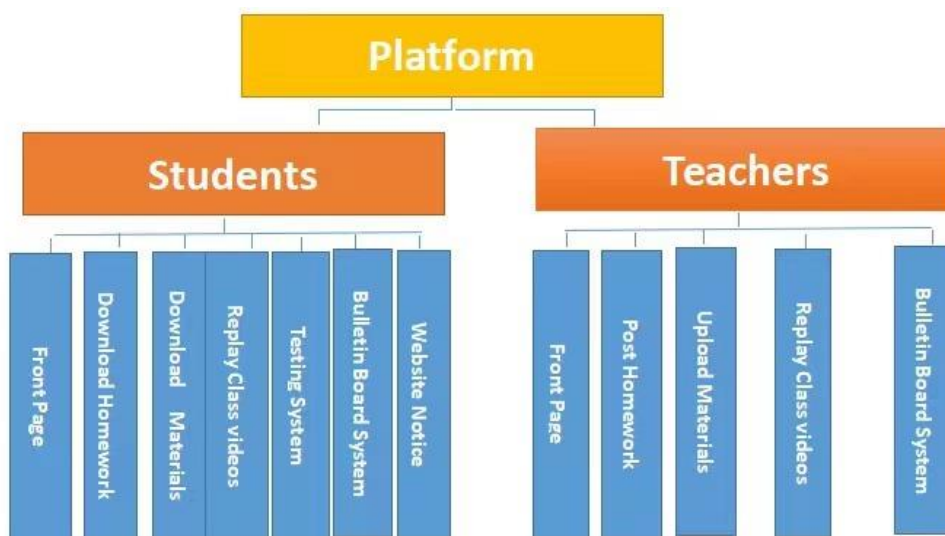 Platform
Students
Teachers
Front Page
Download Homework
Download Materials
Replay Class videos
Testing System
Bulletin Board System
Website Notice
Front Page
Post Homework
Upload Materials
Replay Class videos
Bulletin Board System